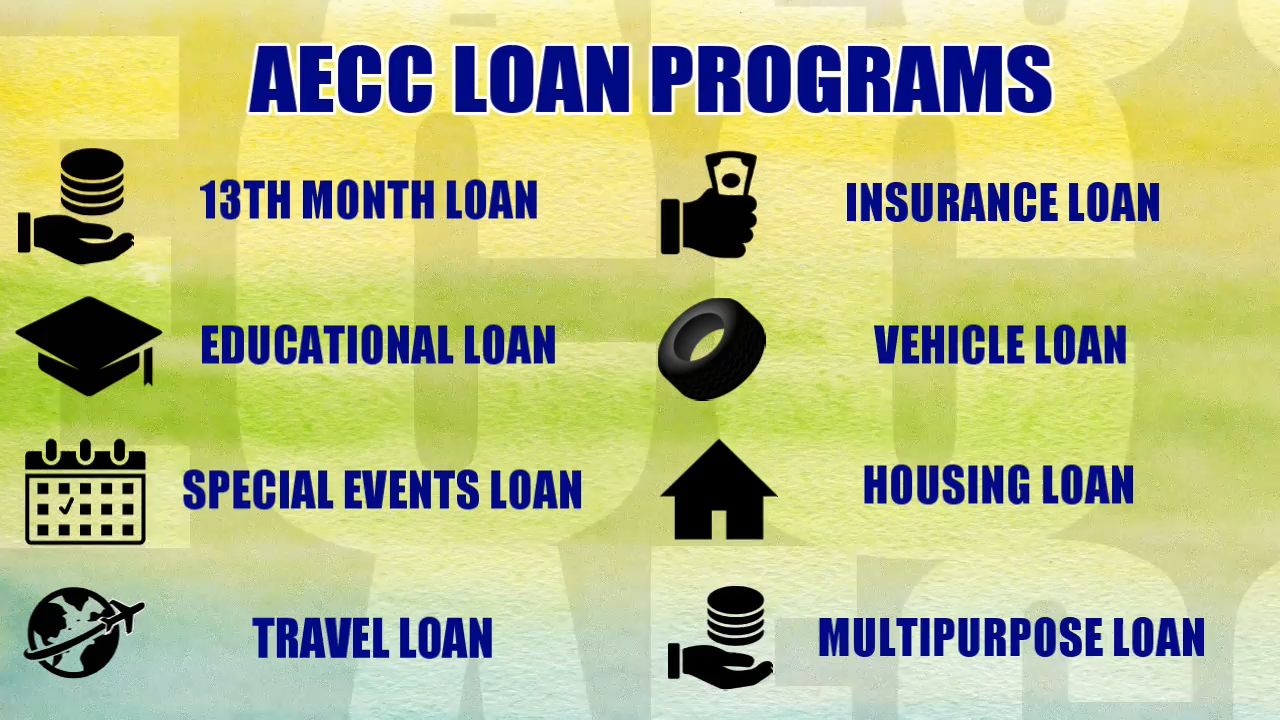 AECC LOAN PROGRAMS
13TH MONTH LOAN
INSURANCE LOAN
EDUCATIONAL LOAN
VEHICLE LOAN
SPECIAL EVENTS LOAN
HOUSING LOAN
TRAVEL LOAN
MULTIPURPOSE LOAN